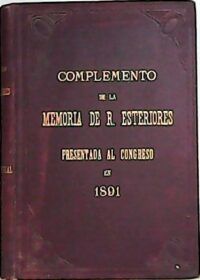 COMPLEMENTO
DE LA
MEMORIA DE R. ESTERIORES
PRESENTADA AL CONGRESO
EN
1891